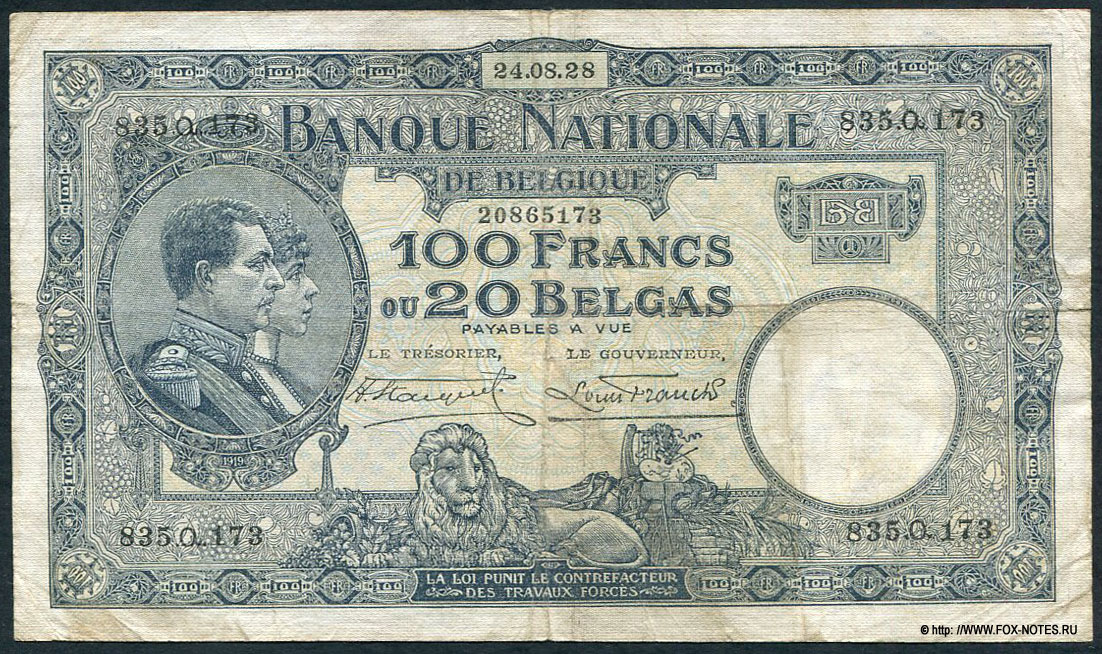 24.08.28
835.O.173
BANQUE NATIONALE
835.O.173
DE BELGIQUE
20865173
100 FRANCS
OU 20 BELGAS
PAYABLES A VUE
LE TRÉSORIER,
LE GOUVERNEUR,
1919
835.O.173
835.O.173
LA LOI PUNIT LE CONTREFACTEUR
DES TRAVAUX FORCÉS
© http: //WWW.FOX-NOTES.RU